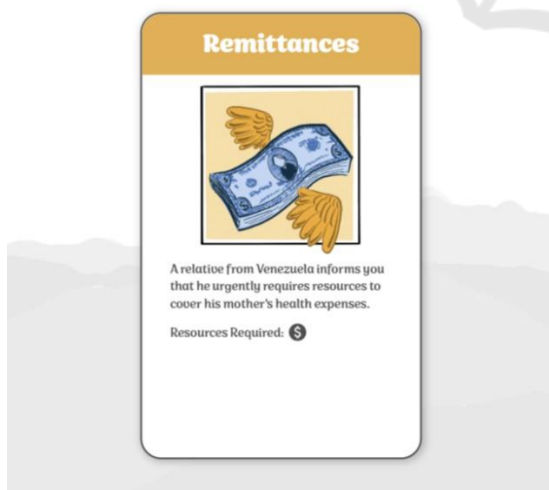 Remittances
A relative from Venezuela informs you
that he urgently requires resources to
cover his mother's health expenses.
Resources Required: $